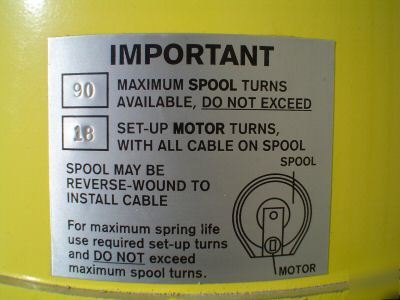 IMPORTANT
90 MAXIMUM SPOOL TURNS
AVAILABLE, DO NOT EXCEED
18 SET-UP MOTOR TURNS,
WITH ALL CABLE ON SPOOL
SPOOL MAY BE
REVERSE-WOUND TO
INSTALL CABLE
SPOOL
For maximum spring life
use required set-up turns
and DO NOT exceed
maximum spool turns.
MOTOR